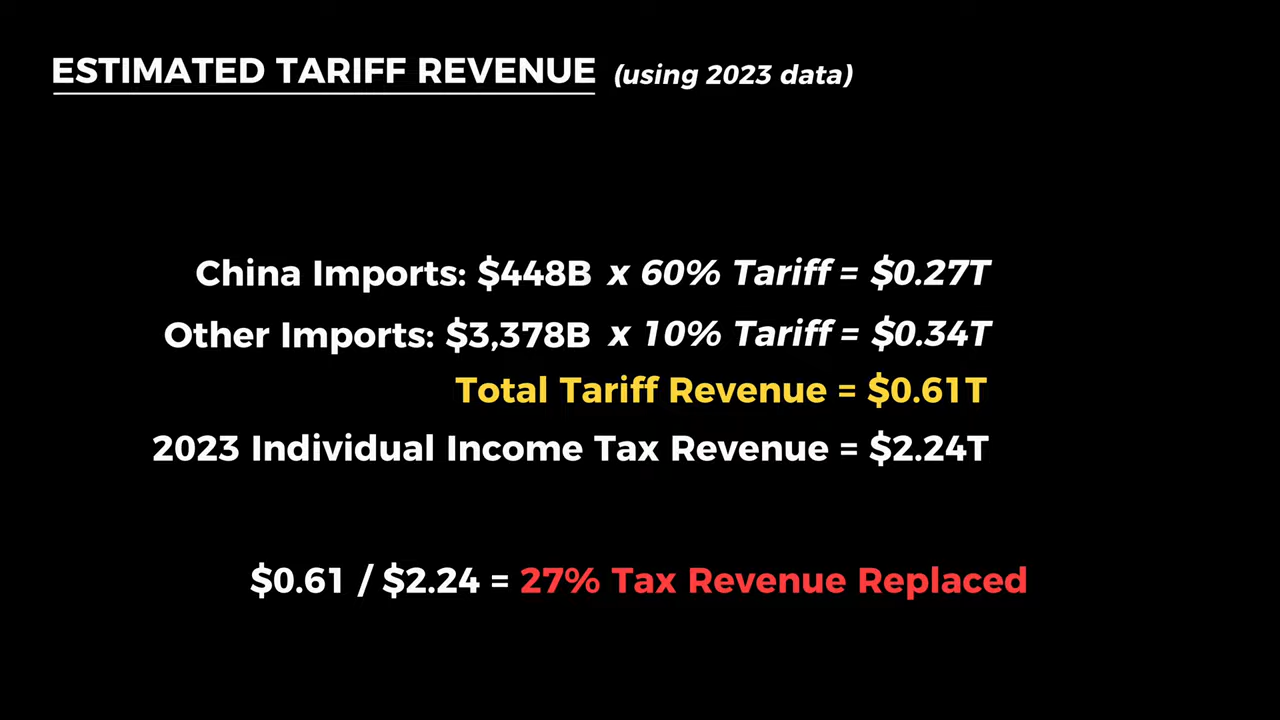 ESTIMATED TARIFF REVENUE (using 2023 data)
China Imports: $448B x 60% Tariff = $0.27T
Other Imports: $3,378B x 10% Tariff = $0.34T
Total Tariff Revenue = $0.61T
2023 Individual Income Tax Revenue = $2.24T
$0.61 / $2.24 = 27% Tax Revenue Replaced